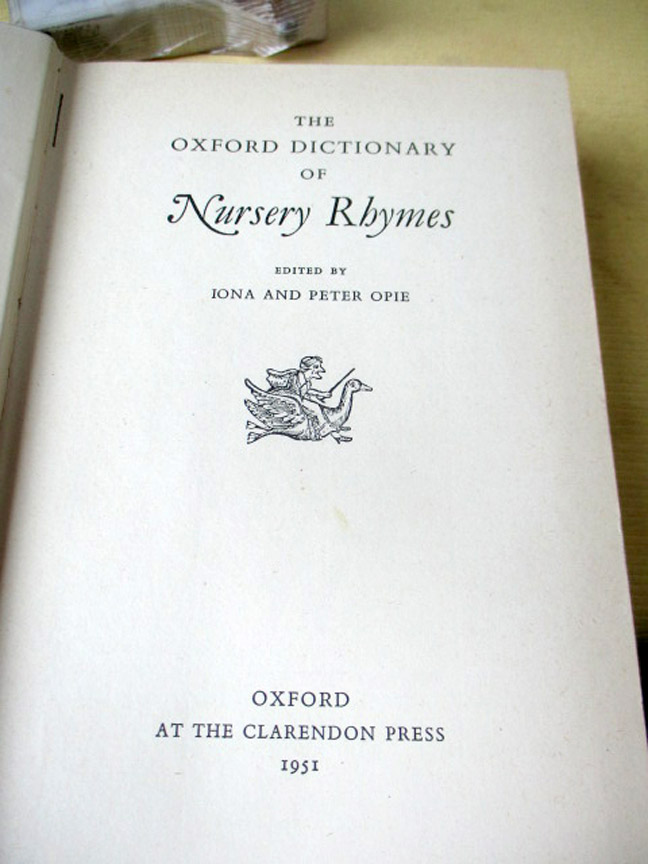 THE
OXFORD DICTIONARY
OF
Nursery Rhymes
EDITED BY
IONA AND PETER OPIE
OXFORD
AT THE CLARENDON PRESS
1951